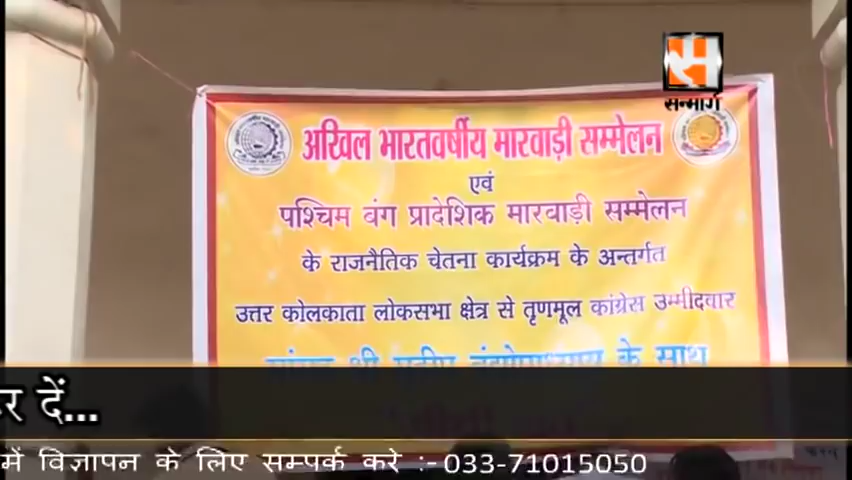 सन्मार्ग
अखिल भारतवर्षीय मारवाड़ी सम्मेलन
एवं
पश्चिम बंग प्रादेशिक मारवाड़ी सम्मेलन
के राजनैतिक चेतना कार्यक्रम के अन्तर्गत
उत्तर कोलकाता लोकसभा क्षेत्र से तृणमूल कांग्रेस उम्मीदवार
सांसद श्री सुदीप बंद्योपाध्याय के साथ
दें...
में विज्ञापन के लिए सम्पर्क करे :- 033-71015050